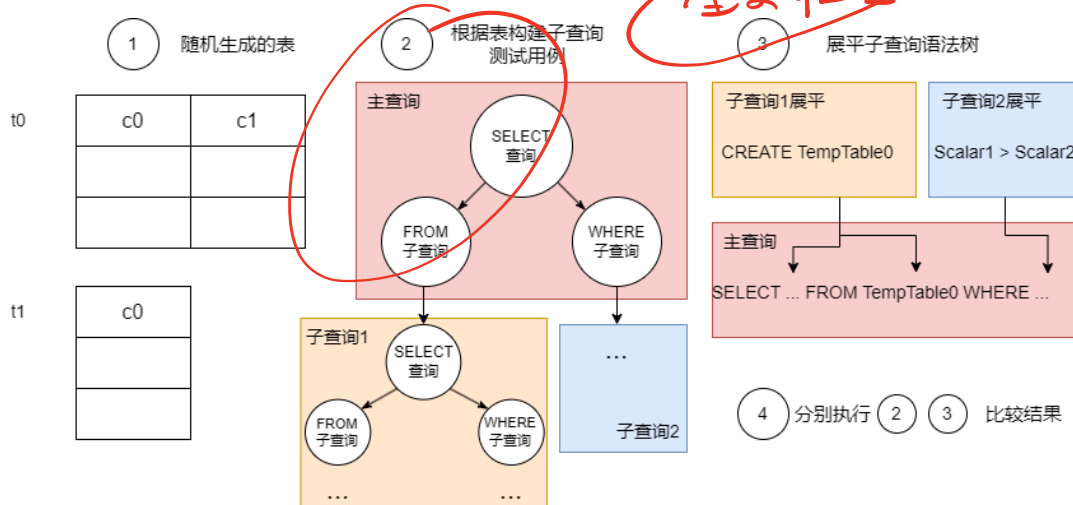 1
随机生成的表
2
根据表构建子查询
测试用例
3
展平子查询语法树
t0
c0
c1
t1
c0
主查询
SELECT
查询
FROM
子查询
WHERE
子查询
子查询1
SELECT
查询
FROM
子查询
WHERE
子查询
...
...
...
子查询2
子查询1展平
CREATE TempTable0
子查询2展平
Scalar1 > Scalar2
主查询
SELECT ... FROM TempTable0 WHERE ...
4 分别执行 2 3 比较结果